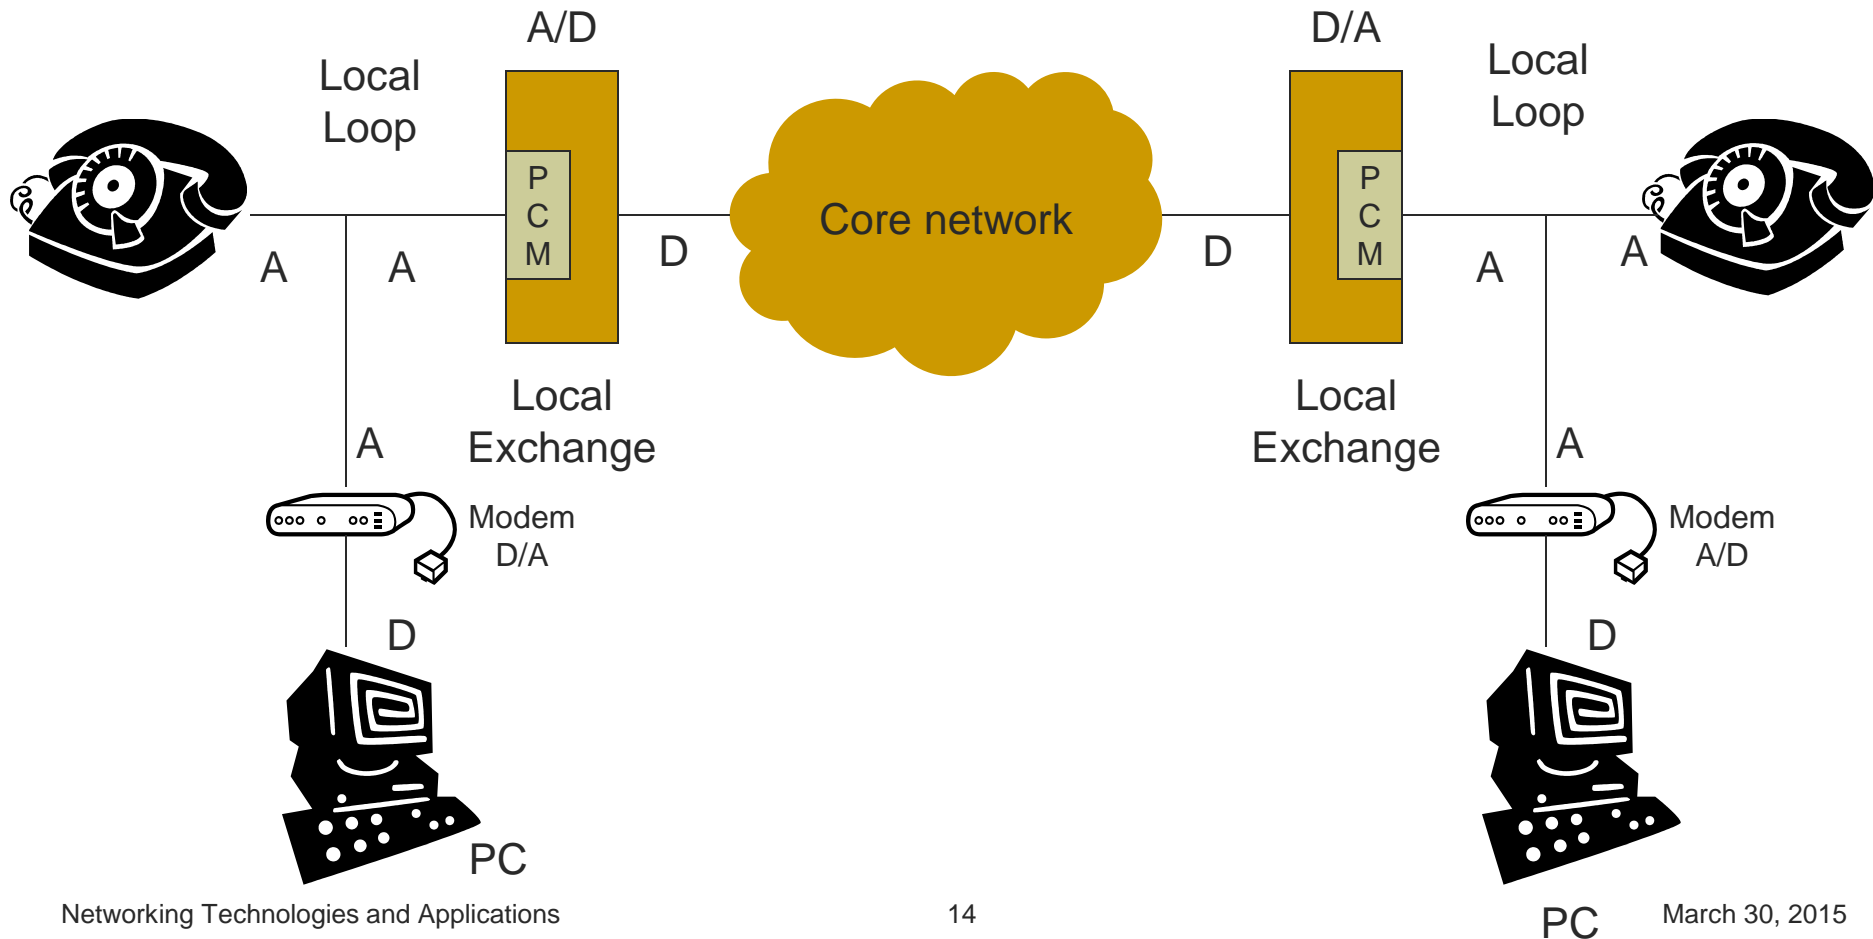 A/D
D/A
Local
Loop
Local
Loop
P
C
M
P
C
M
Core network
A
A
D
D
A
A
Local
Exchange
Local
Exchange
A
A
Modem
D/A
Modem
A/D
D
D
PC
PC
Networking Technologies and Applications
14
March 30, 2015